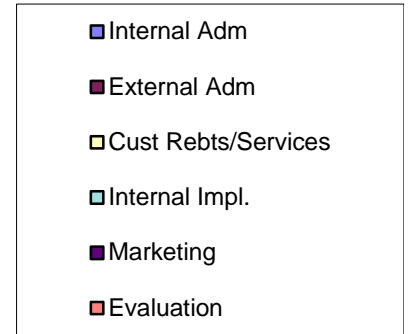 Internal Adm
External Adm
Cust Rebts/Services
Internal Impl.
Marketing
Evaluation